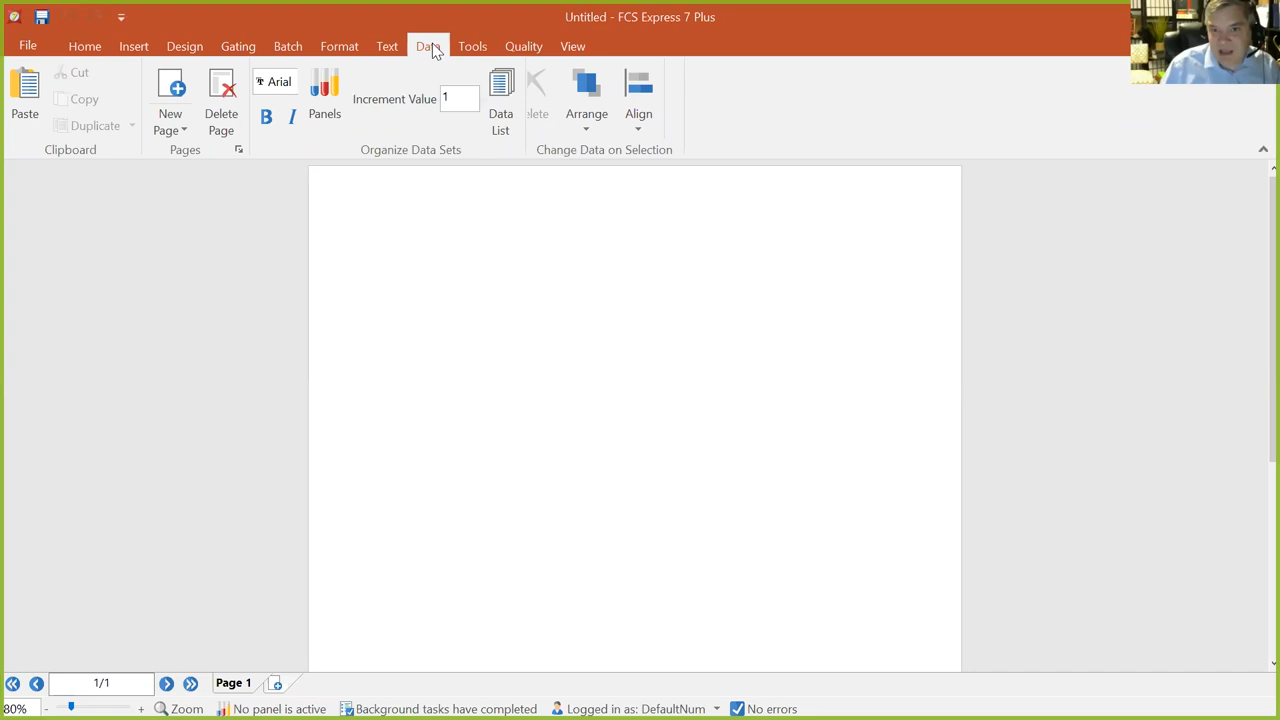 Untitled - FCS Express 7 Plus
File Home Insert Design Gating Batch Format Text Data Tools Quality View
Paste Cut Copy Duplicate
Clipboard
New Page Delete Page
Pages
Arial
B I
Panels
Increment Value 1
Data List
Organize Data Sets
Arrange Align
Change Data on Selection
1/1 Page 1
80% - + Zoom No panel is active Background tasks have completed Logged in as: DefaultNum No errors